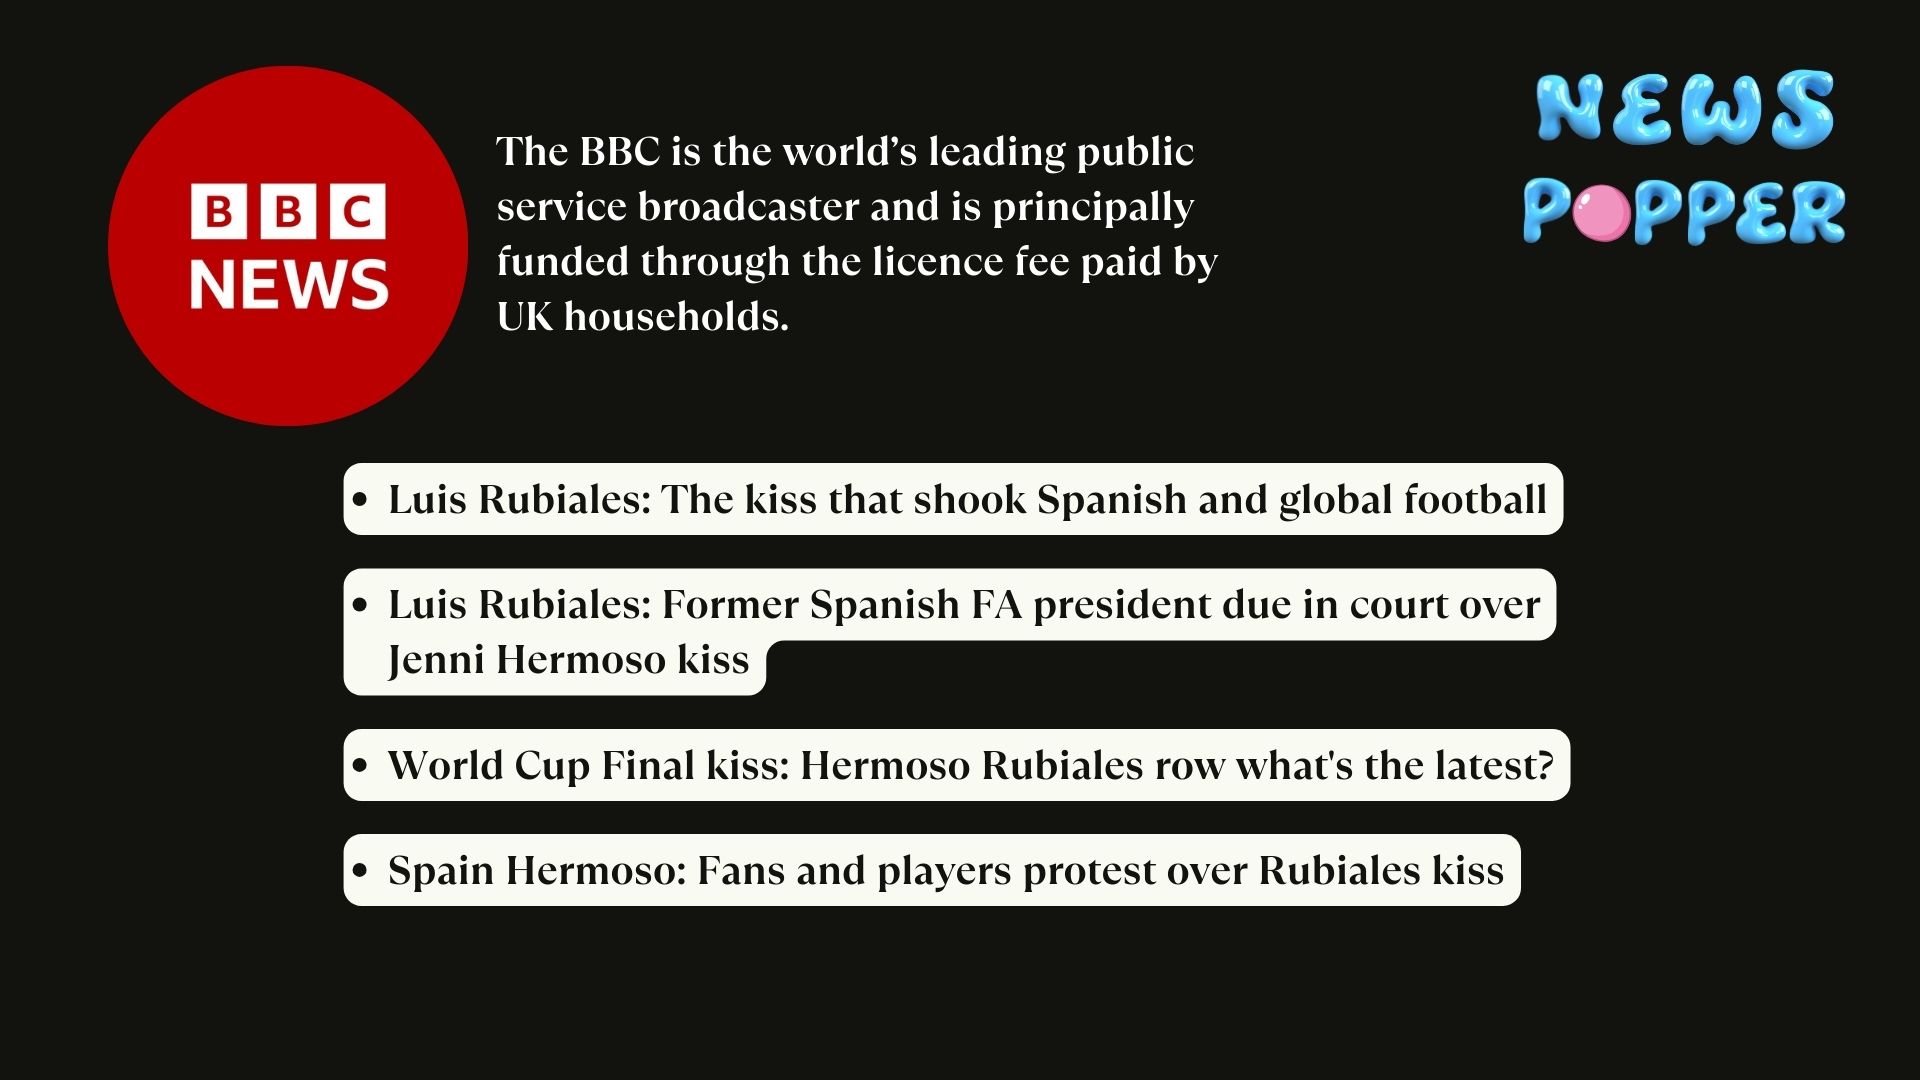 BBC
NEWS
The BBC is the world’s leading public
service broadcaster and is principally
funded through the licence fee paid by
UK households.
NEWS
POPPER
• Luis Rubiales: The kiss that shook Spanish and global football
• Luis Rubiales: Former Spanish FA president due in court over
Jenni Hermoso kiss
• World Cup Final kiss: Hermoso Rubiales row what's the latest?
• Spain Hermoso: Fans and players protest over Rubiales kiss